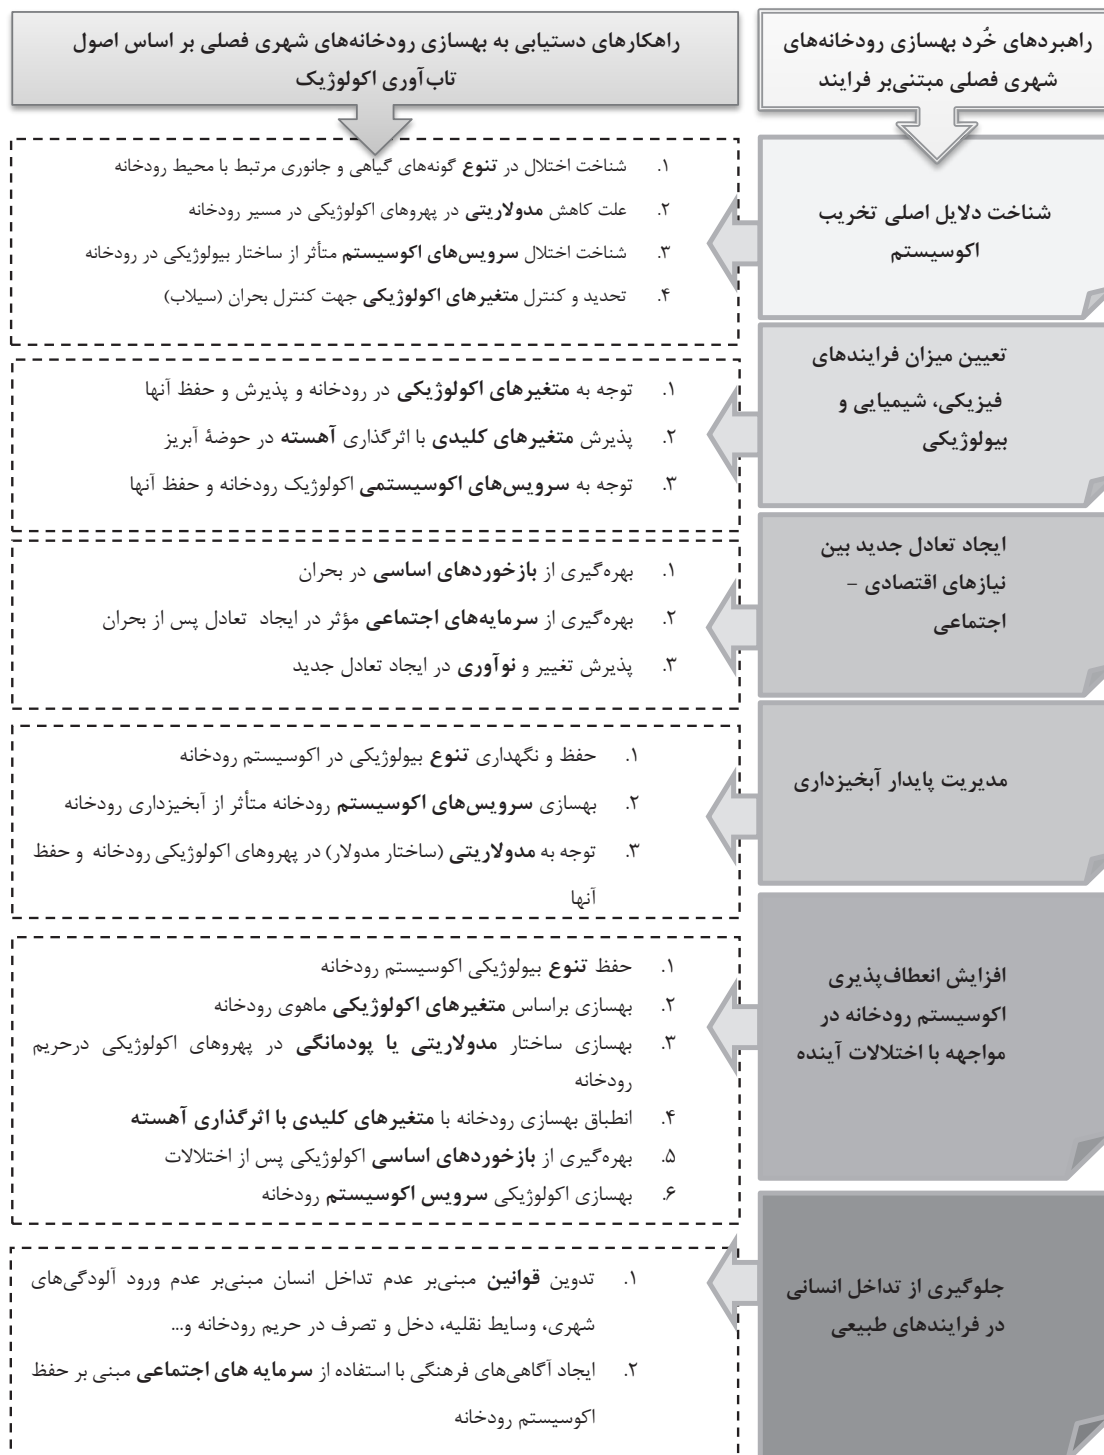 راهبردهای خُرد بهسازی رودخانه‌های
شهری فصلی مبتنی‌بر فرایند
راهکارهای دستیابی به بهسازی رودخانه‌های شهری فصلی بر اساس اصول
تاب‌آوری اکولوژیک
شناخت دلایل اصلی تخریب
اکوسیستم
۱. شناخت اختلال در تنوع گونه‌های گیاهی و جانوری مرتبط با محیط رودخانه
۲. علت کاهش مدولاریتی در پهروهای اکولوژیکی در مسیر رودخانه
۳. شناخت اختلال سرویس‌های اکوسیستم متأثر از ساختار بیولوژیکی در رودخانه
۴. تحدید و کنترل متغیرهای اکولوژیکی جهت کنترل بحران (سیلاب)
تعیین میزان فرایندهای
فیزیکی، شیمیایی و
بیولوژیکی
۱. توجه به متغیرهای اکولوژیکی در رودخانه و پذیرش و حفظ آنها
۲. پذیرش متغیرهای کلیدی با اثرگذاری آهسته در حوضهٔ آبریز
۳. توجه به سرویس‌های اکوسیستمی اکولوژیک رودخانه و حفظ آنها
ایجاد تعادل جدید بین
نیازهای اقتصادی –
اجتماعی
۱. بهره‌گیری از بازخوردهای اساسی در بحران
۲. بهره‌گیری از سرمایه‌های اجتماعی مؤثر در ایجاد تعادل پس از بحران
۳. پذیرش تغییر و نوآوری در ایجاد تعادل جدید
مدیریت پایدار آبخیزداری
۱. حفظ و نگهداری تنوع بیولوژیکی در اکوسیستم رودخانه
۲. بهسازی سرویس‌های اکوسیستم رودخانه متأثر از آبخیزداری رودخانه
۳. توجه به مدولاریتی (ساختار مدولار) در پهروهای اکولوژیکی رودخانه و حفظ
آنها
افزایش انعطاف‌پذیری
اکوسیستم رودخانه در
مواجهه با اختلالات آینده
۱. حفظ تنوع بیولوژیکی اکوسیستم رودخانه
۲. بهسازی براساس متغیرهای اکولوژیکی ماهوی رودخانه
۳. بهسازی ساختار مدولاریتی یا پودمانگی در پهروهای اکولوژیکی درحریم
رودخانه
۴. انطباق بهسازی رودخانه با متغیرهای کلیدی با اثرگذاری آهسته
۵. بهره‌گیری از بازخوردهای اساسی اکولوژیکی پس از اختلالات
۶. بهسازی اکولوژیکی سرویس اکوسیستم رودخانه
جلوگیری از تداخل انسانی
در فرایندهای طبیعی
۱. تدوین قوانین مبنی‌بر عدم تداخل انسان مبنی‌بر عدم ورود آلودگی‌های
شهری، وسایط نقلیه، دخل و تصرف در حریم رودخانه و...
۲. ایجاد آگاهی‌های فرهنگی با استفاده از سرمایه های اجتماعی مبنی بر حفظ
اکوسیستم رودخانه